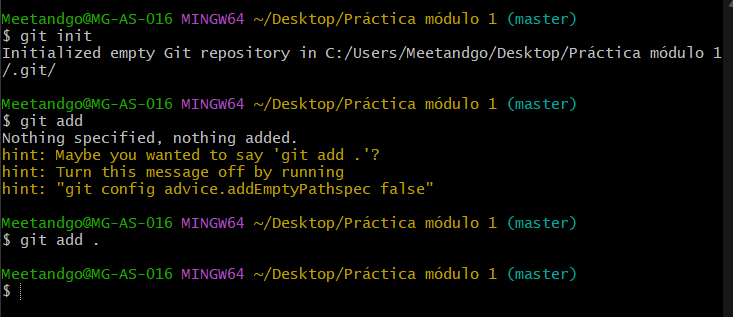 Meetandgo@MG-AS-016 MINGW64 ~/Desktop/Práctica módulo 1 (master)
$ git init
Initialized empty Git repository in C:/Users/Meetandgo/Desktop/Práctica módulo 1
/.git/
Meetandgo@MG-AS-016 MINGW64 ~/Desktop/Práctica módulo 1 (master)
$ git add
Nothing specified, nothing added.
hint: Maybe you wanted to say 'git add .'?
hint: Turn this message off by running
hint: "git config advice.addEmptyPathspec false"
Meetandgo@MG-AS-016 MINGW64 ~/Desktop/Práctica módulo 1 (master)
$ git add .
Meetandgo@MG-AS-016 MINGW64 ~/Desktop/Práctica módulo 1 (master)
$